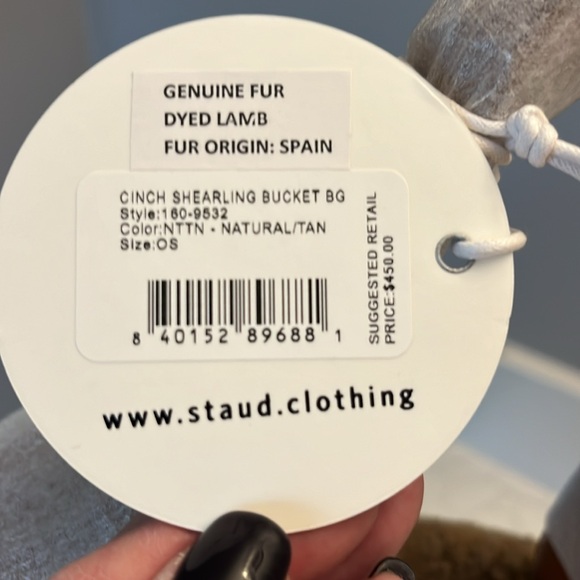 GENUINE FUR
DYED LAMB
FUR ORIGIN: SPAIN
CINCH SHEARLING BUCKET BG
Style:160-9532
Color:NTTN - NATURAL/TAN
Size:OS
8 40152 89688 1
SUGGESTED RETAIL
PRICE:$450.00
www.staud.clothing